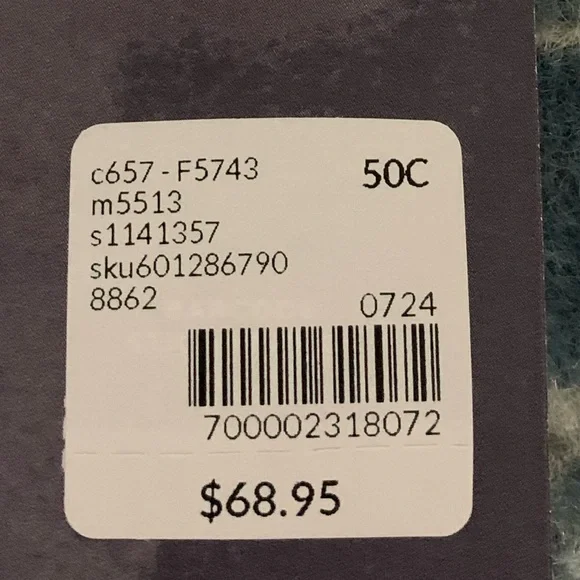 c657 - F5743 50C
m5513
s1141357
sku601286790
8862 0724
700002318072
$68.95